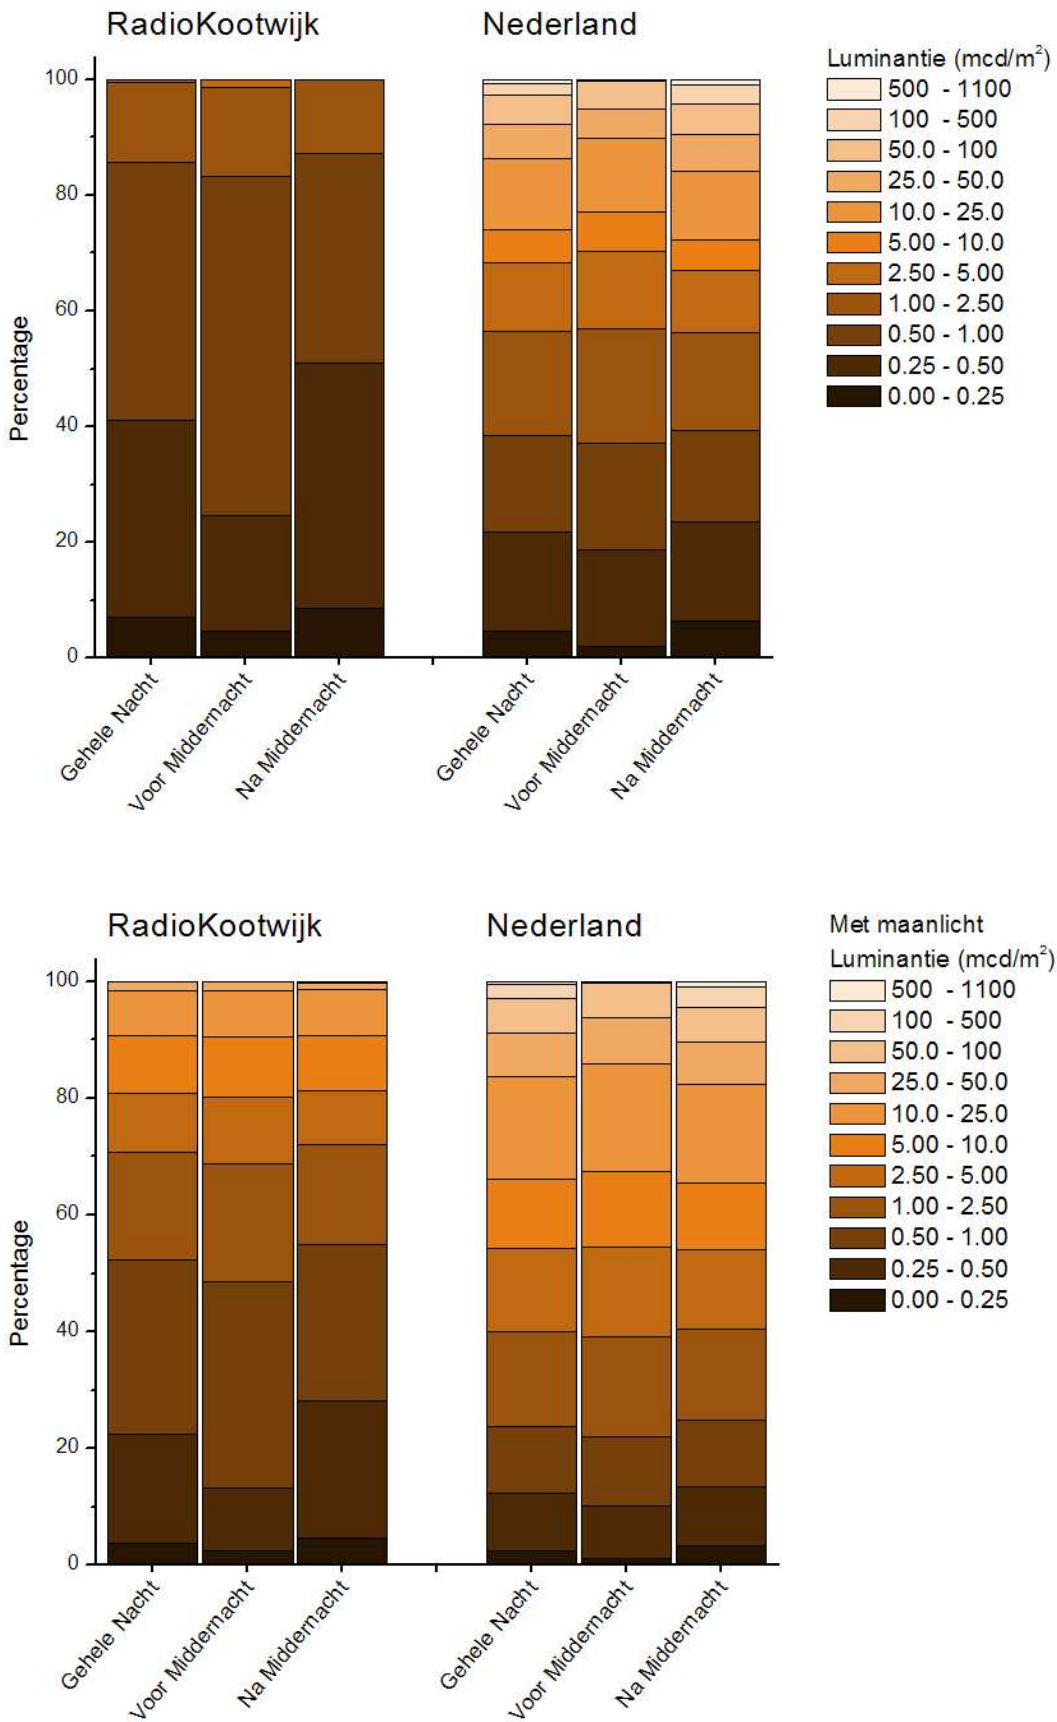 RadioKootwijk
Nederland
Luminantie (mcd/m²)
500 - 1100
100 - 500
50.0 - 100
25.0 - 50.0
10.0 - 25.0
5.00 - 10.0
2.50 - 5.00
1.00 - 2.50
0.50 - 1.00
0.25 - 0.50
0.00 - 0.25
Percentage
100
80
60
40
20
0
Gehele Nacht
Voor Middernacht
Na Middernacht
Gehele Nacht
Voor Middernacht
Na Middernacht
RadioKootwijk
Nederland
Met maanlicht
Luminantie (mcd/m²)
500 - 1100
100 - 500
50.0 - 100
25.0 - 50.0
10.0 - 25.0
5.00 - 10.0
2.50 - 5.00
1.00 - 2.50
0.50 - 1.00
0.25 - 0.50
0.00 - 0.25
Percentage
100
80
60
40
20
0
Gehele Nacht
Voor Middernacht
Na Middernacht
Gehele Nacht
Voor Middernacht
Na Middernacht